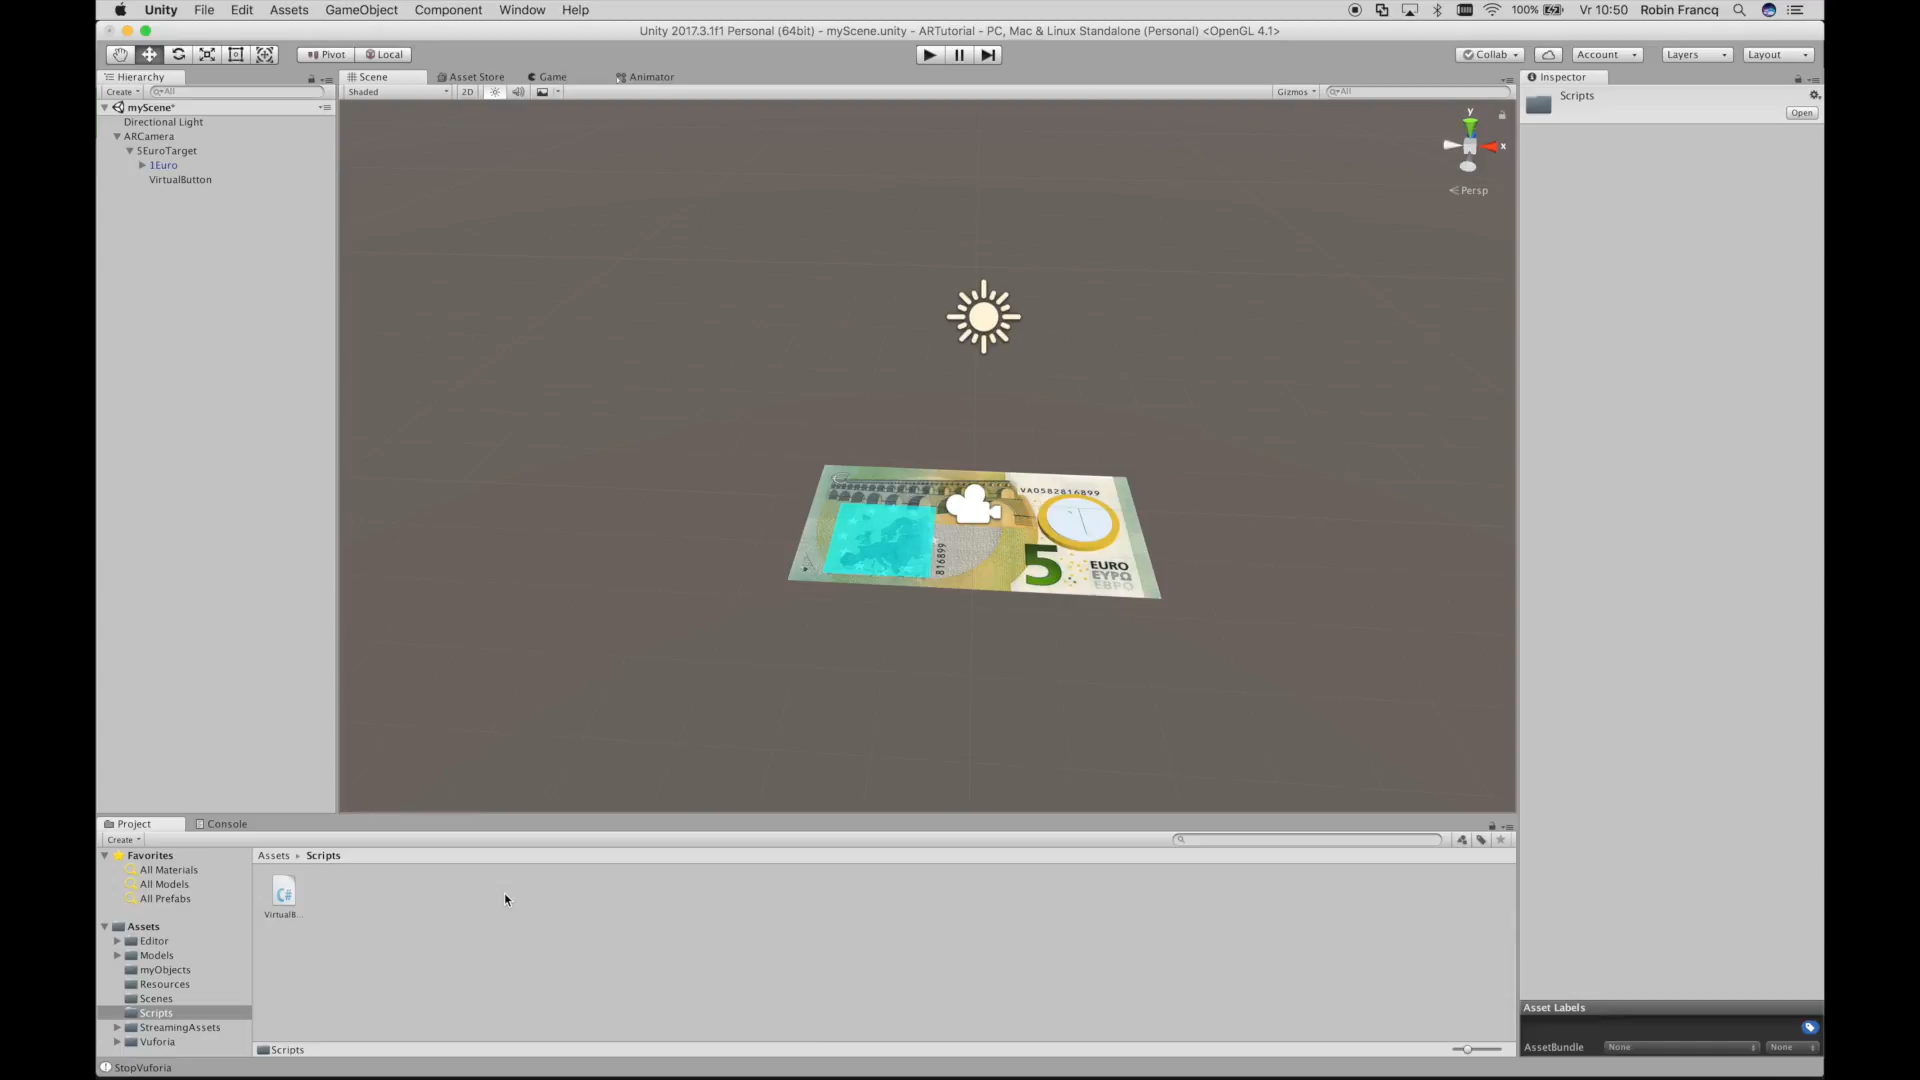 Unity File Edit Assets GameObject Component Window Help
100% Vr 10:50 Robin Francq
Unity 2017.3.1f1 Personal (64bit) - myScene.unity - ARTutorial - PC, Mac & Linux Standalone (Personal) <OpenGL 4.1>
Pivot Local
Collab Account Layers Layout
Hierarchy
Create All
myScene*
Directional Light
ARCamera
5EuroTarget
1Euro
VirtualButton
Scene Asset Store Game Animator
Shaded 2D Gizmos All
y
x
Persp
VA0582816899
816899
5
EURO
ΕΥΡΩ
ЕВРО
Inspector
Scripts
Open
Project Console
Create
Favorites
All Materials
All Models
All Prefabs
Assets
Editor
Models
myObjects
Resources
Scenes
Scripts
StreamingAssets
Vuforia
Assets Scripts
C#
VirtualB...
Scripts
Asset Labels
AssetBundle None None
StopVuforia